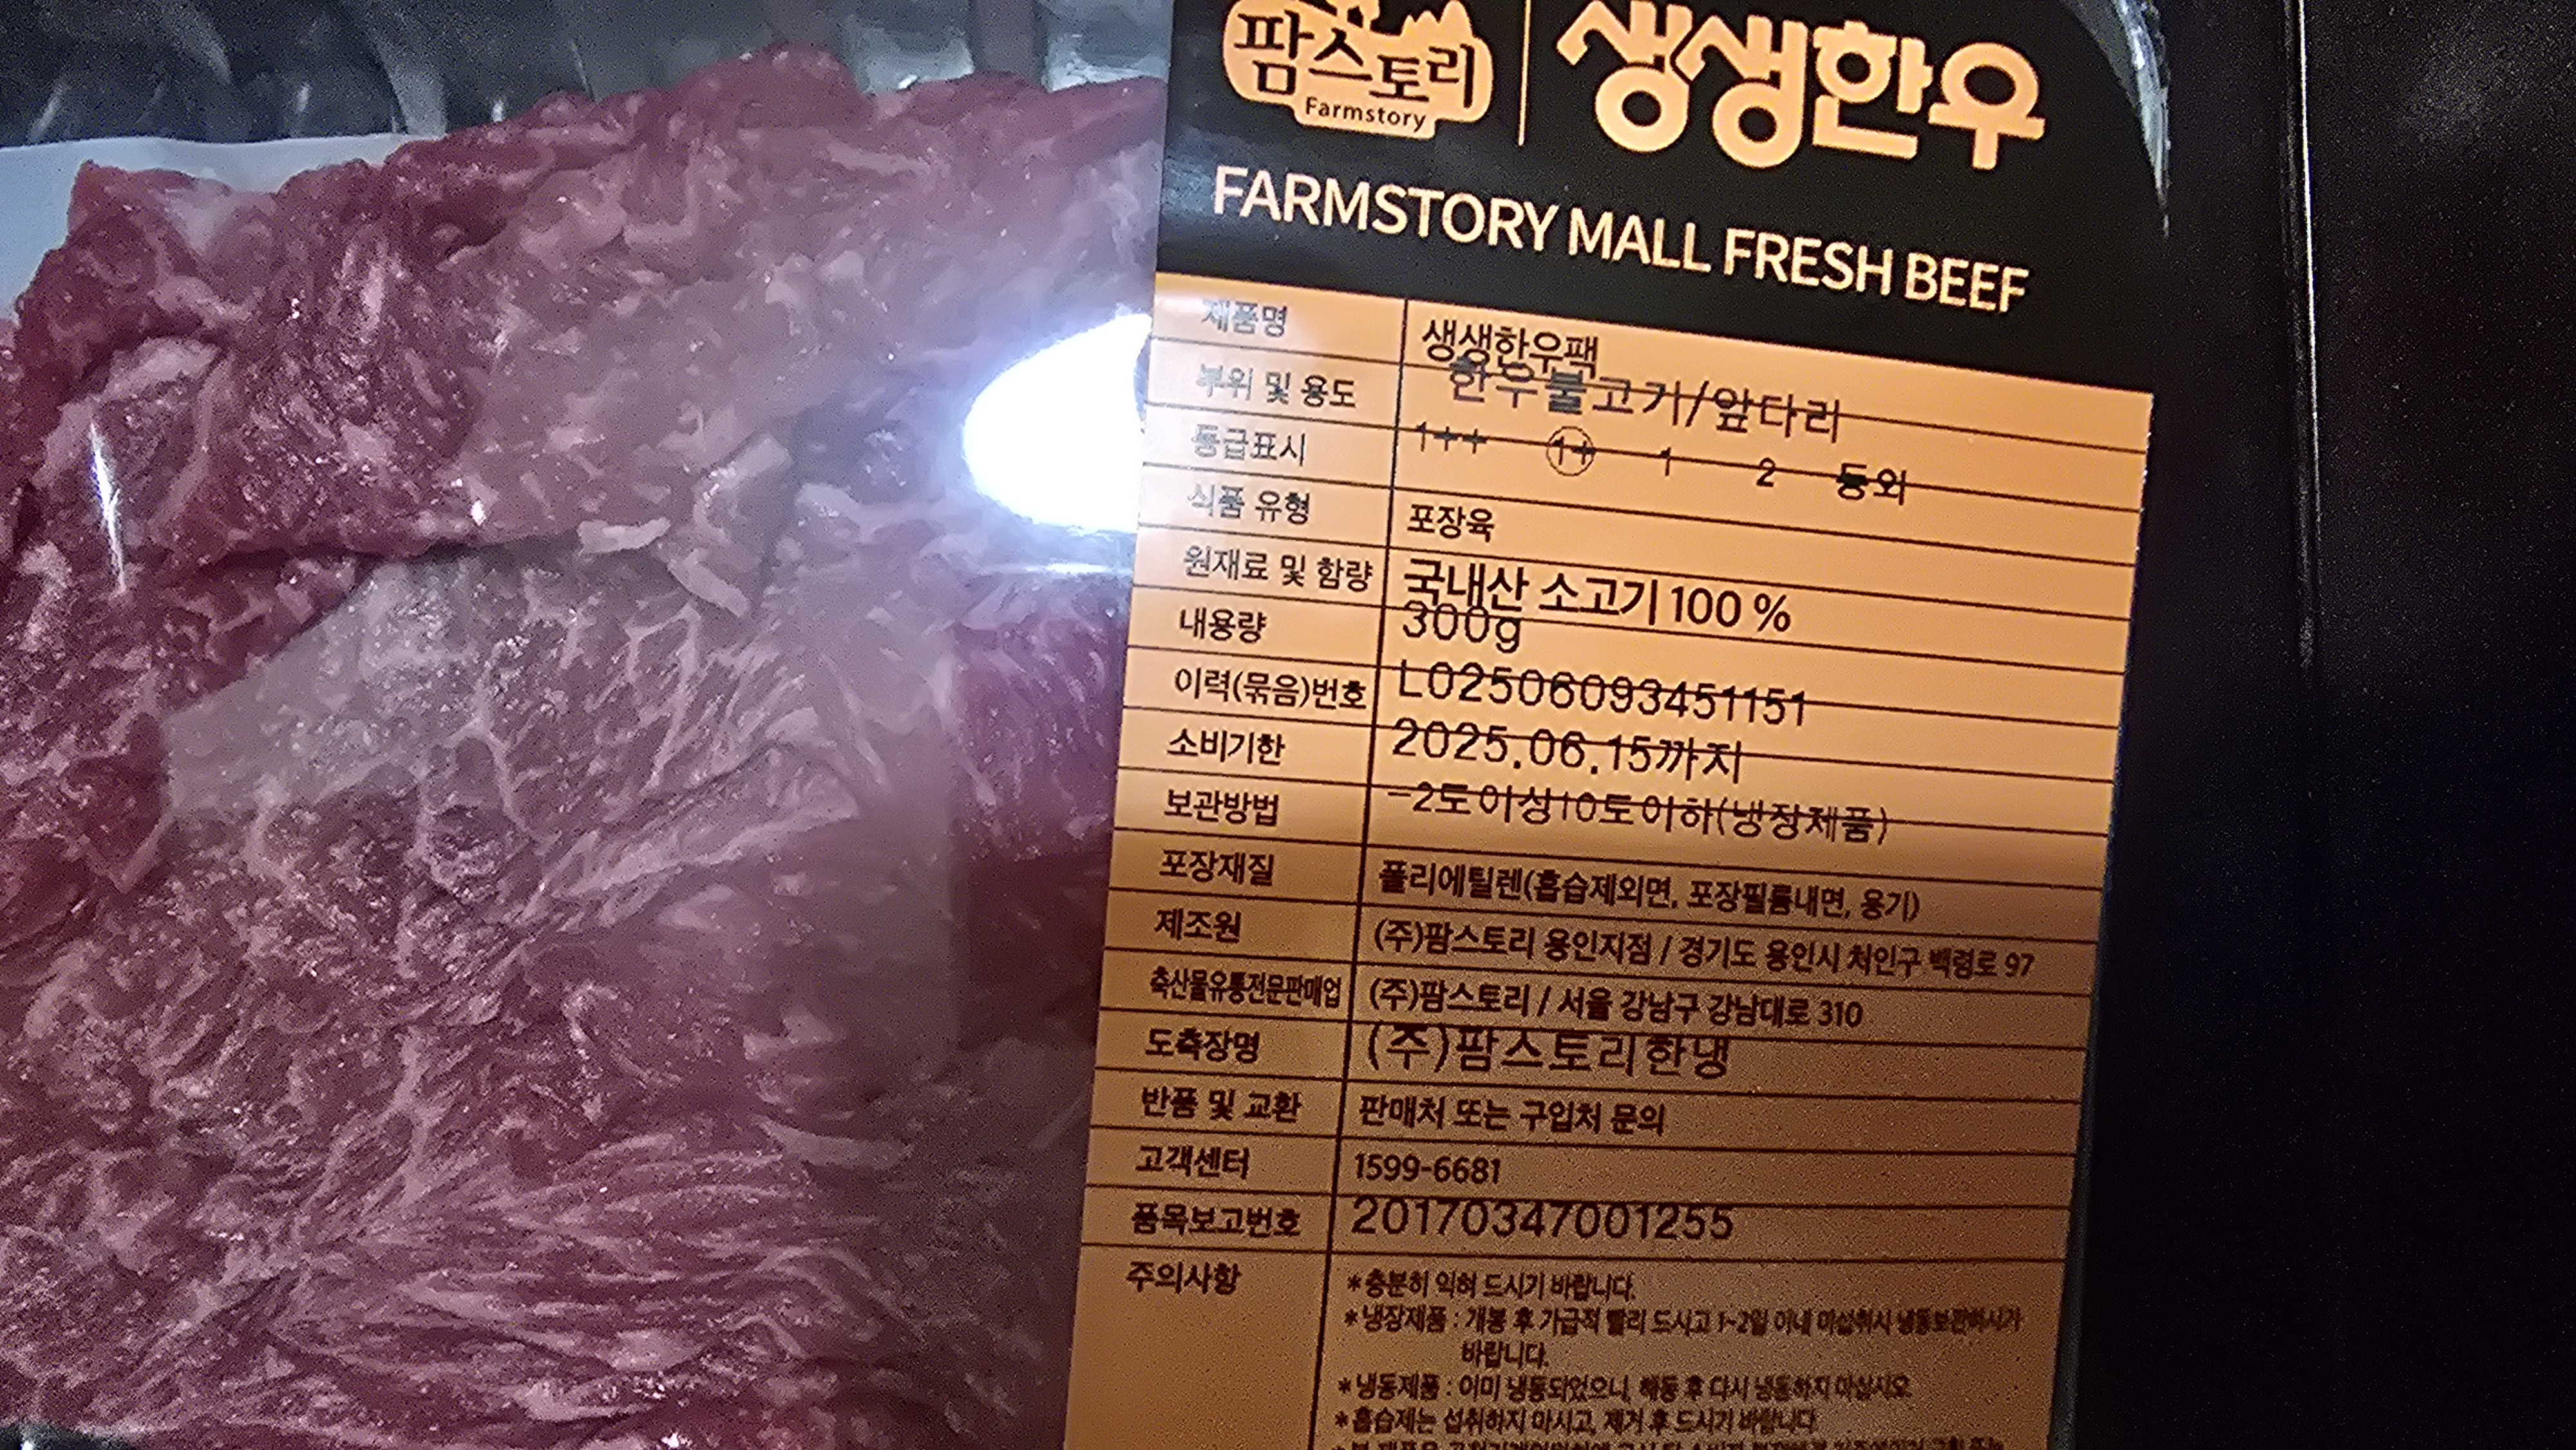 팜스토리
Farmstory
생생한우
FARMSTORY MALL FRESH BEEF
제품명 생생한우팩
부위 및 용도 한우불고기/앞다리
등급표시 1++ 1+ 1 2 등외
식품 유형 포장육
원재료 및 함량 국내산 소고기 100 %
내용량 300g
이력(묶음)번호 L02506093451151
소비기한 2025.06.15까지
보관방법 -2도이상10도이하(냉장제품)
포장재질 폴리에틸렌(흡습제외면, 포장필름내면, 용기)
제조원 (주)팜스토리 용인지점 / 경기도 용인시 처인구 백령로 97
축산물유통전문판매업 (주)팜스토리 / 서울 강남구 강남대로 310
도축장명 (주)팜스토리한냉
반품 및 교환 판매처 또는 구입처 문의
고객센터 1599-6681
품목보고번호 20170347001255
주의사항 *충분히 익혀 드시기 바랍니다.
*냉장제품 : 개봉 후 가급적 빨리 드시고 1~2일 이내 미섭취시 냉동보관하시기
바랍니다.
*냉동제품 : 이미 냉동되었으니, 해동 후 다시 냉동하지 마십시오
*흡습제는 섭취하지 마시고, 제거 후 드시기 바랍니다